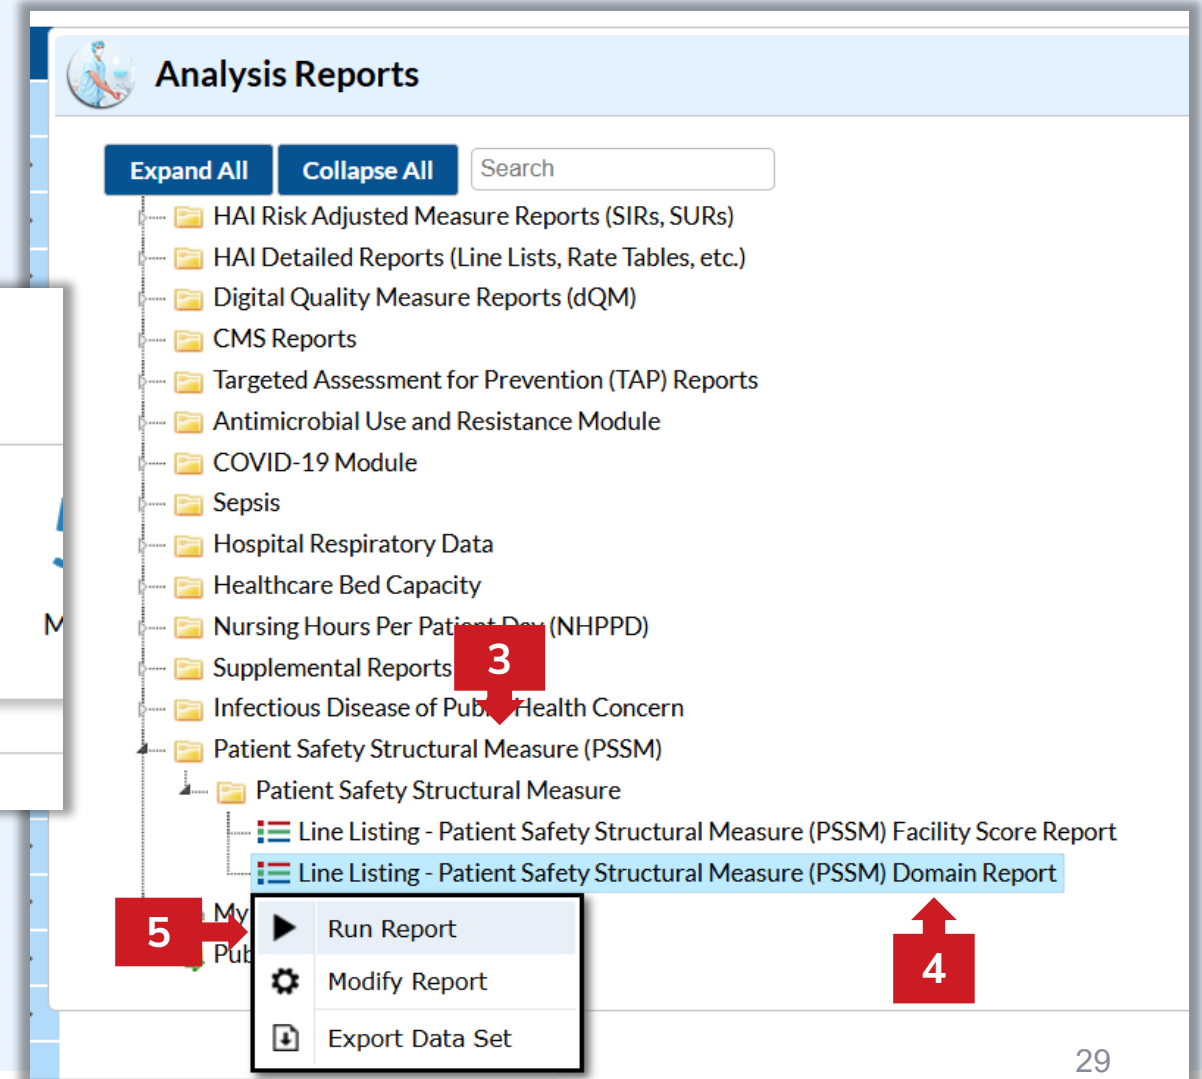 Analysis Reports
Expand All
Collapse All
Search
HAI Risk Adjusted Measure Reports (SIRs, SURs)
HAI Detailed Reports (Line Lists, Rate Tables, etc.)
Digital Quality Measure Reports (dQM)
CMS Reports
Targeted Assessment for Prevention (TAP) Reports
Antimicrobial Use and Resistance Module
COVID-19 Module
Sepsis
Hospital Respiratory Data
Healthcare Bed Capacity
M
Nursing Hours Per Patient Day (NHPPD)
3
Supplemental Reports
Infectious Disease of Public Health Concern
Patient Safety Structural Measure (PSSM)
Patient Safety Structural Measure
Line Listing - Patient Safety Structural Measure (PSSM) Facility Score Report
Line Listing - Patient Safety Structural Measure (PSSM) Domain Report
My
5
Run Report
Pub
4
Modify Report
Export Data Set
29